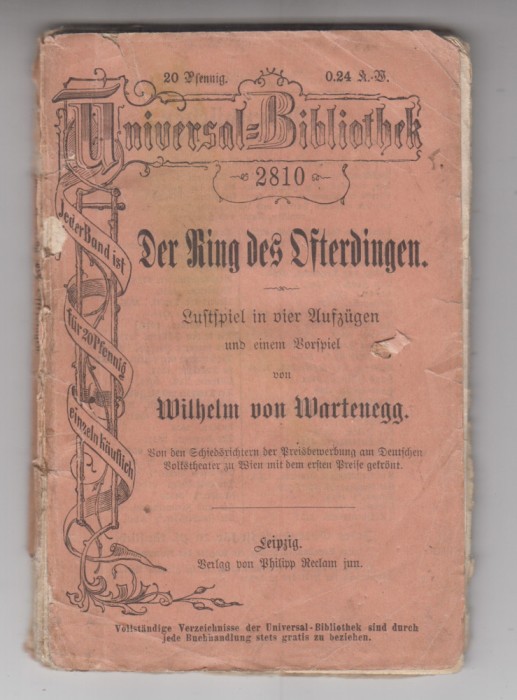 20 Pfennig. 0.24 K.-W.
Universal-Bibliothek
2810
Jeder Band ist
für 20 Pfennig
einzeln käuflich
Der Ring des Ofterdingen.
Lustspiel in vier Aufzügen
und einem Vorspiel
von
Wilhelm von Wartenegg.
Von den Schiedsrichtern der Preisbewerbung am Deutschen
Volkstheater zu Wien mit dem ersten Preise gekrönt.
Leipzig.
Verlag von Philipp Reclam jun.
Vollständige Verzeichnisse der Universal-Bibliothek sind durch
jede Buchhandlung stets gratis zu beziehen.